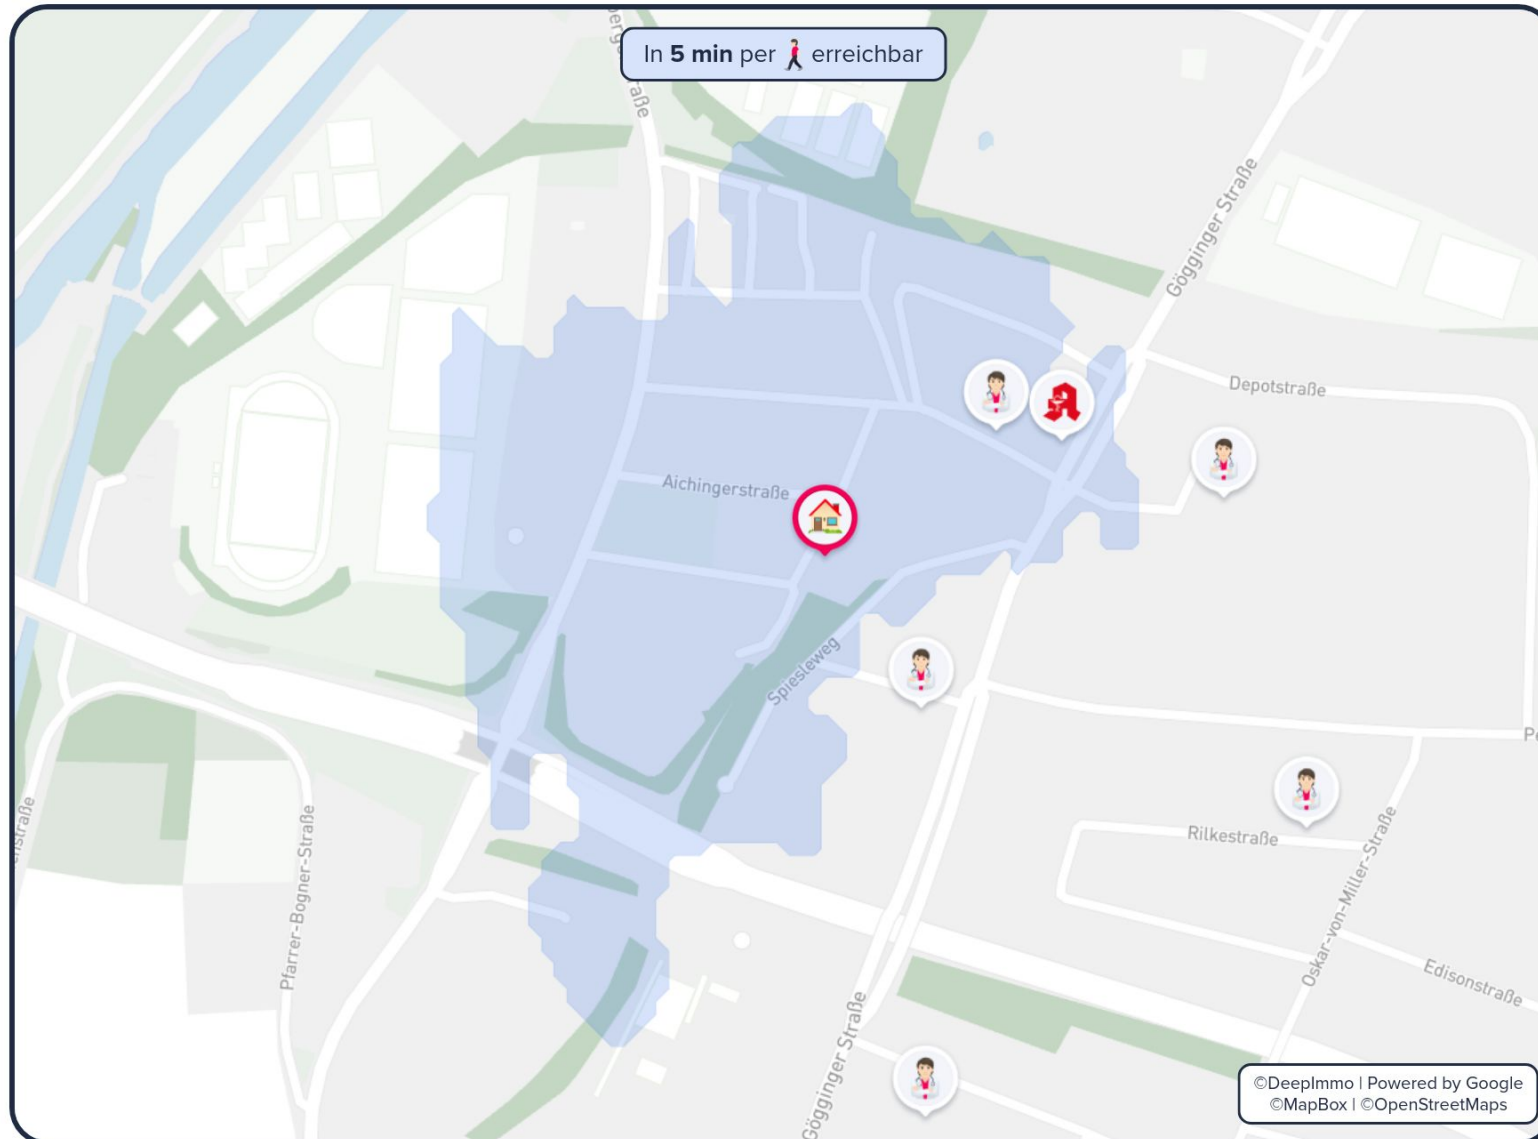 In 5 min per erreichbar
Gögginger Straße
Depotstraße
Aichingerstraße
Spiesleweg
Rilkestraße
Pfarrer-Bogner-Straße
Oskar-von-Miller-Straße
Edisonstraße
Gögginger Straße
©DeepImmo | Powered by Google
©MapBox | ©OpenStreetMaps